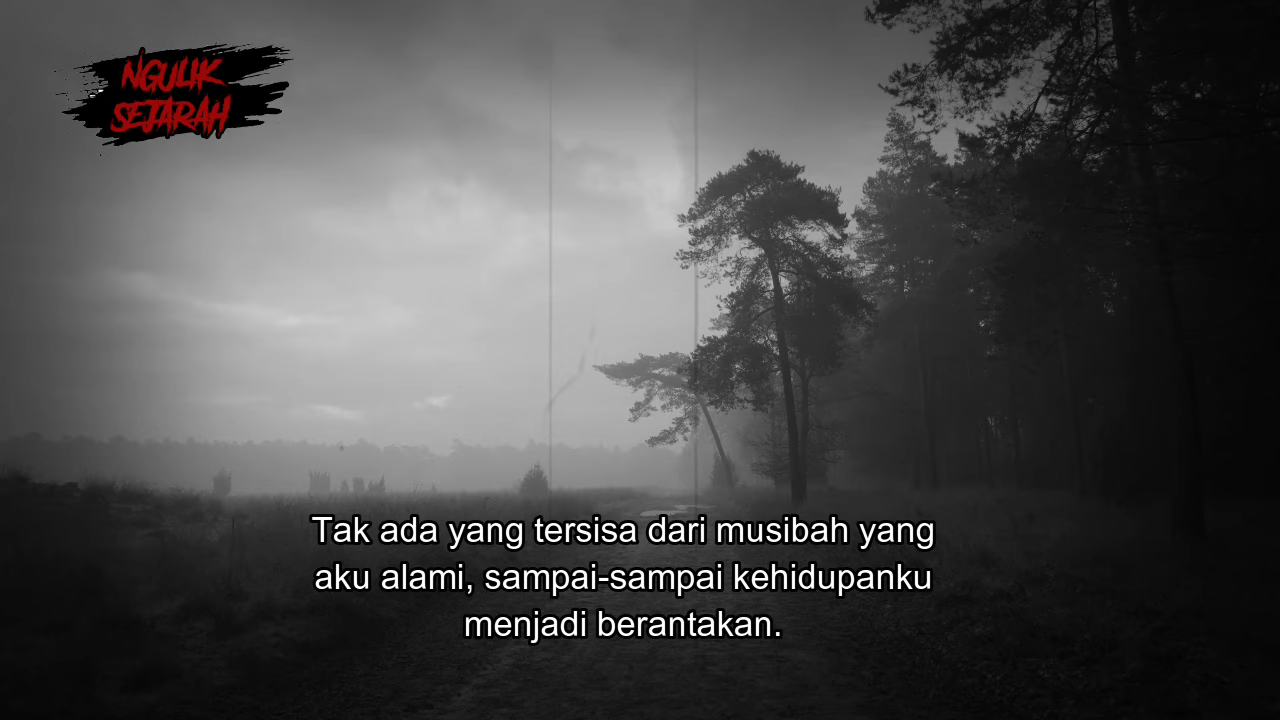 NGULIK
SEJARAH
Tak ada yang tersisa dari musibah yang
aku alami, sampai-sampai kehidupanku
menjadi berantakan.